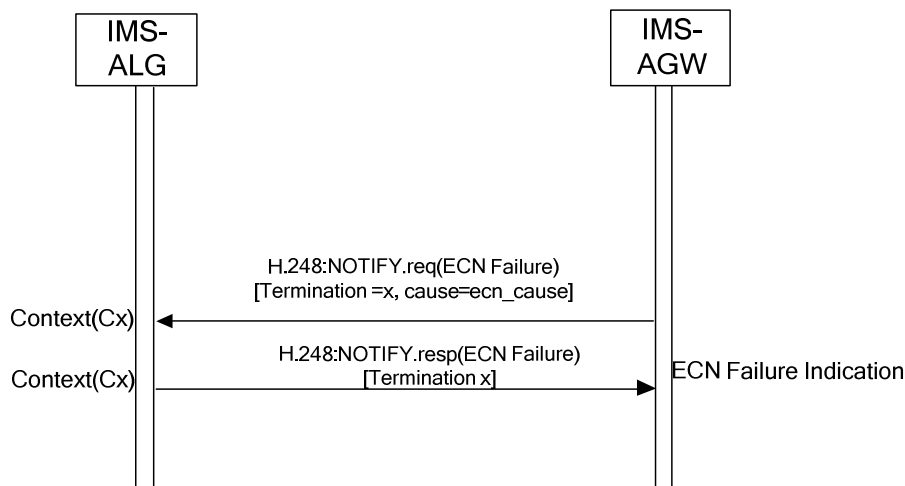 IMS-
ALG
IMS-
AGW
H.248:NOTIFY.req(ECN Failure)
[Termination =x, cause=ecn_cause]
Context(Cx)
H.248:NOTIFY.resp(ECN Failure)
[Termination x]
Context(Cx)
ECN Failure Indication